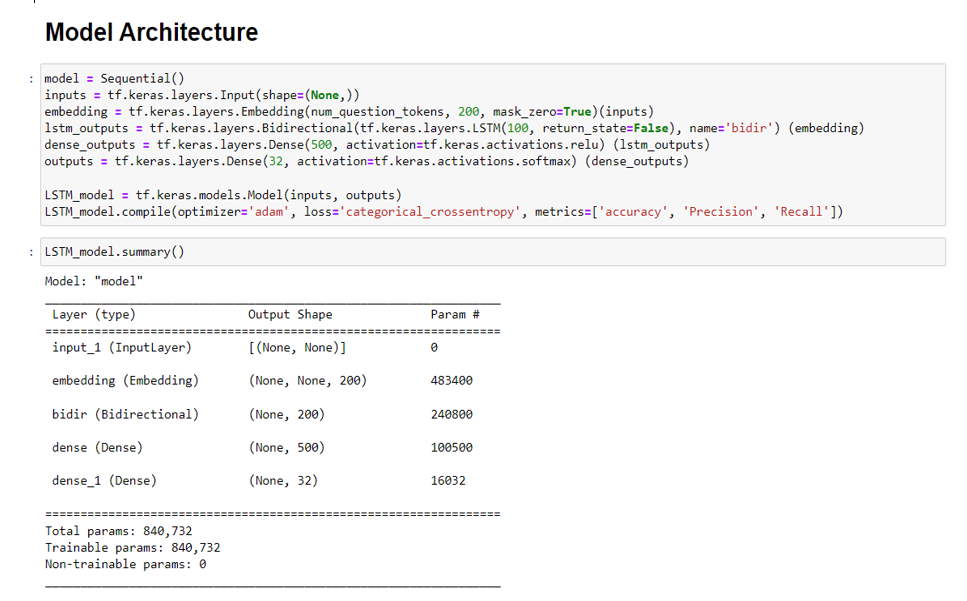 Model Architecture
: model = Sequential()
inputs = tf.keras.layers.Input(shape=(None,))
embedding = tf.keras.layers.Embedding(num_question_tokens, 200, mask_zero=True)(inputs)
lstm_outputs = tf.keras.layers.Bidirectional(tf.keras.layers.LSTM(100, return_state=False), name='bidir') (embedding)
dense_outputs = tf.keras.layers.Dense(500, activation=tf.keras.activations.relu) (lstm_outputs)
outputs = tf.keras.layers.Dense(32, activation=tf.keras.activations.softmax) (dense_outputs)
LSTM_model = tf.keras.models.Model(inputs, outputs)
LSTM_model.compile(optimizer='adam', loss='categorical_crossentropy', metrics=['accuracy', 'Precision', 'Recall'])
: LSTM_model.summary()
Model: "model"
Layer (type) Output Shape Param #
=================================================================
input_1 (InputLayer) [(None, None)] 0
embedding (Embedding) (None, None, 200) 483400
bidir (Bidirectional) (None, 200) 240800
dense (Dense) (None, 500) 100500
dense_1 (Dense) (None, 32) 16032
=================================================================
Total params: 840,732
Trainable params: 840,732
Non-trainable params: 0